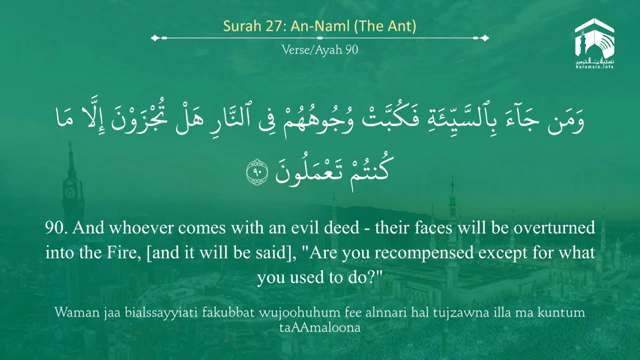 Surah 27: An-Naml (The Ant)
Verse/Ayah 90
haramain.info
وَمَن جَآءَ بِٱلسَّيِّئَةِ فَكُبَّتْ وُجُوهُهُمْ فِى ٱلنَّارِ هَلْ تُجْزَوْنَ إِلَّا مَا
كُنتُمْ تَعْمَلُونَ ٩٠
90. And whoever comes with an evil deed - their faces will be overturned
into the Fire, [and it will be said], "Are you recompensed except for what
you used to do?"
Waman jaa bialssayyiati fakubbat wujoohuhum fee alnnari hal tujzawna illa ma kuntum
taAAmaloona